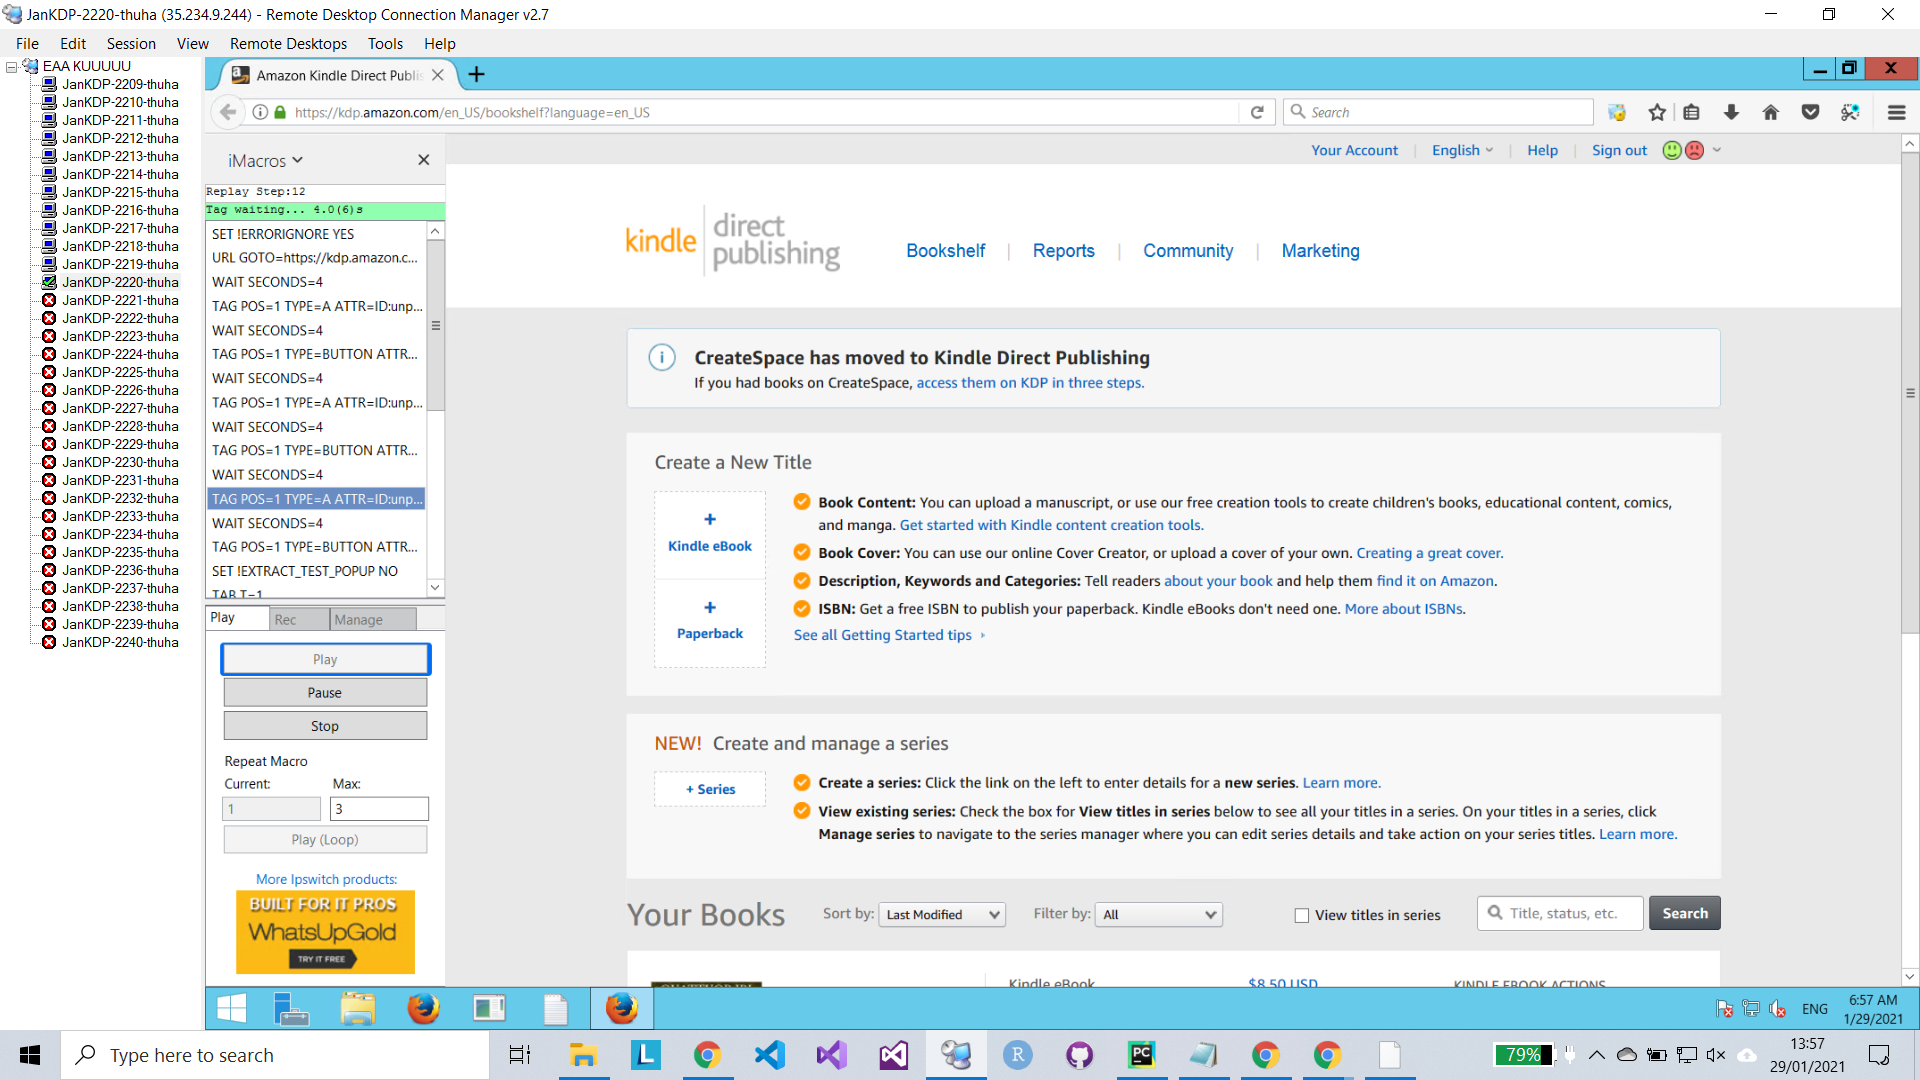 JanKDP-2220-thuha (35.234.9.244) - Remote Desktop Connection Manager v2.7
File Edit Session View Remote Desktops Tools Help
EAA KUUUUU
JanKDP-2209-thuha
JanKDP-2210-thuha
JanKDP-2211-thuha
JanKDP-2212-thuha
JanKDP-2213-thuha
JanKDP-2214-thuha
JanKDP-2215-thuha
JanKDP-2216-thuha
JanKDP-2217-thuha
JanKDP-2218-thuha
JanKDP-2219-thuha
JanKDP-2220-thuha
JanKDP-2221-thuha
JanKDP-2222-thuha
JanKDP-2223-thuha
JanKDP-2224-thuha
JanKDP-2225-thuha
JanKDP-2226-thuha
JanKDP-2227-thuha
JanKDP-2228-thuha
JanKDP-2229-thuha
JanKDP-2230-thuha
JanKDP-2231-thuha
JanKDP-2232-thuha
JanKDP-2233-thuha
JanKDP-2234-thuha
JanKDP-2235-thuha
JanKDP-2236-thuha
JanKDP-2237-thuha
JanKDP-2238-thuha
JanKDP-2239-thuha
JanKDP-2240-thuha
Amazon Kindle Direct Publis
https://kdp.amazon.com/en_US/bookshelf?language=en_US
Search
iMacros
Replay Step:12
Tag waiting... 4.0(6)s
SET !ERRORIGNORE YES
URL GOTO=https://kdp.amazon.c...
WAIT SECONDS=4
TAG POS=1 TYPE=A ATTR=ID:unp...
WAIT SECONDS=4
TAG POS=1 TYPE=BUTTON ATTR...
WAIT SECONDS=4
TAG POS=1 TYPE=A ATTR=ID:unp...
WAIT SECONDS=4
TAG POS=1 TYPE=BUTTON ATTR...
WAIT SECONDS=4
TAG POS=1 TYPE=A ATTR=ID:unp...
WAIT SECONDS=4
TAG POS=1 TYPE=BUTTON ATTR...
SET !EXTRACT_TEST_POPUP NO
TAB T=1
Play Rec Manage
Play
Pause
Stop
Repeat Macro
Current: Max:
1 3
Play (Loop)
More Ipswitch products:
BUILT FOR IT PROS
WhatsUpGold
TRY IT FREE
Your Account English Help Sign out
kindle direct publishing
Bookshelf Reports Community Marketing
CreateSpace has moved to Kindle Direct Publishing
If you had books on CreateSpace, access them on KDP in three steps.
Create a New Title
+ Kindle eBook
+ Paperback
Book Content: You can upload a manuscript, or use our free creation tools to create children's books, educational content, comics,
and manga. Get started with Kindle content creation tools.
Book Cover: You can use our online Cover Creator, or upload a cover of your own. Creating a great cover.
Description, Keywords and Categories: Tell readers about your book and help them find it on Amazon.
ISBN: Get a free ISBN to publish your paperback. Kindle eBooks don't need one. More about ISBNs.
See all Getting Started tips
NEW! Create and manage a series
+ Series
Create a series: Click the link on the left to enter details for a new series. Learn more.
View existing series: Check the box for View titles in series below to see all your titles in a series. On your titles in a series, click
Manage series to navigate to the series manager where you can edit series details and take action on your series titles. Learn more.
Your Books Sort by: Last Modified Filter by: All View titles in series Title, status, etc. Search
Kindle eBook $8.50 USD KINDLE EBOOK ACTIONS
ENG
6:57 AM
1/29/2021
Type here to search
79%
13:57
29/01/2021